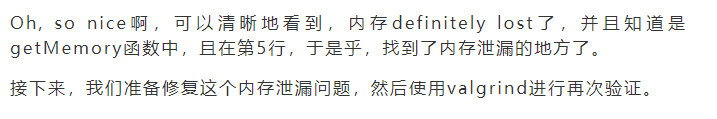 Oh, so nice啊，可以清晰地看到，内存definitely lost了，并且知道是
getMemory函数中，且在第5行，于是乎，找到了内存泄漏的地方了。
接下来，我们准备修复这个内存泄漏问题，然后使用valgrind进行再次验证。